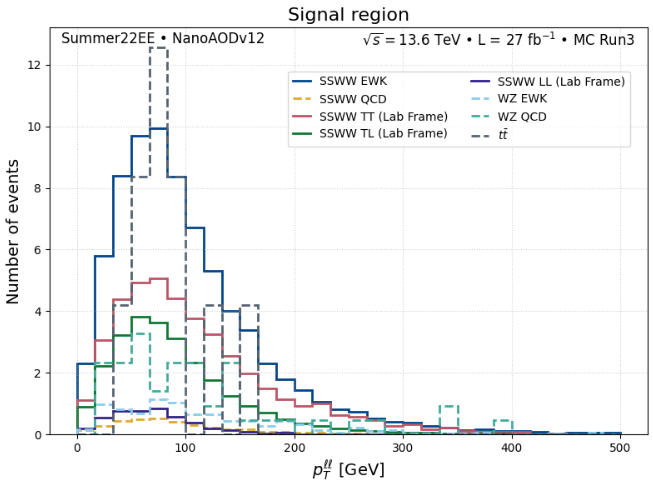 Signal region
Summer22EE • NanoAODv12
√s = 13.6 TeV • L = 27 fb⁻¹ • MC Run3
SSWW EWK
SSWW QCD
SSWW TT (Lab Frame)
SSWW TL (Lab Frame)
SSWW LL (Lab Frame)
WZ EWK
WZ QCD
tt̄
Number of events
12
10
8
6
4
2
0
0 100 200 300 400 500
p_T^{ℓℓ} [GeV]